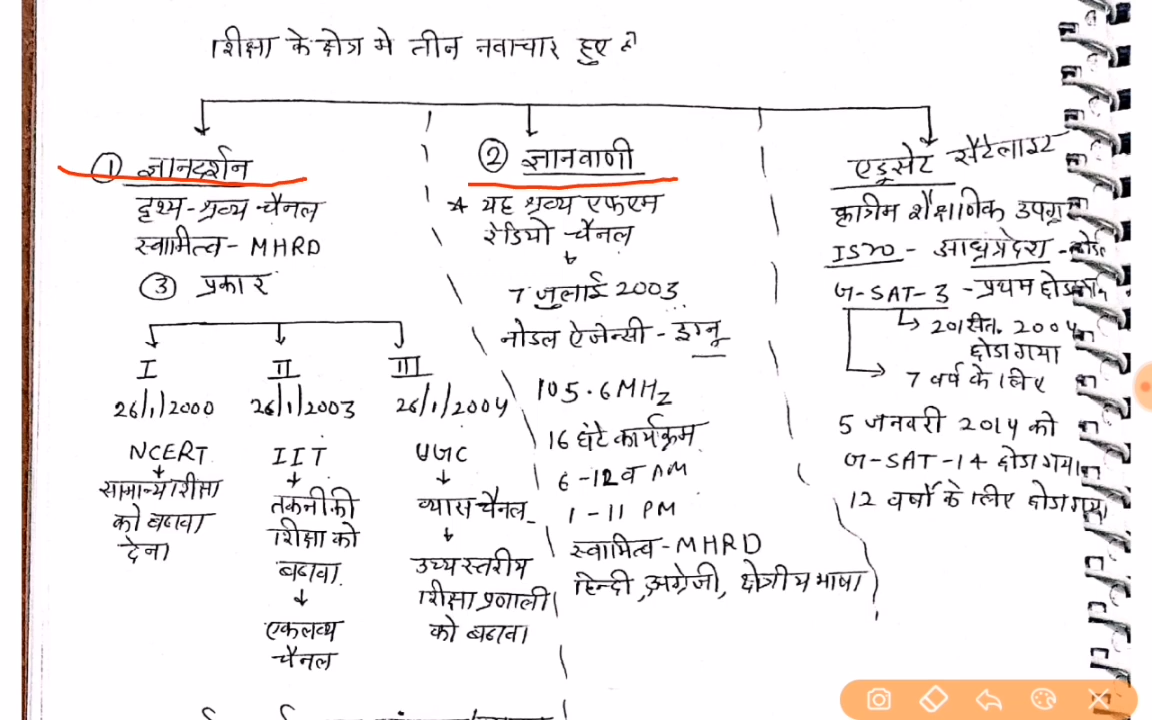 शिक्षा के क्षेत्र मे तीन नवाचार हुए है
① ज्ञानदर्शन
दृश्य-श्रव्य चैनल
स्वामित्व - MHRD
③ प्रकार
I
26/1/2000
NCERT
सामान्य शिक्षा
को बढावा
देना
II
26/1/2003
IIT
तकनीकी
शिक्षा को
बढावा
एकलव्य
चैनल
III
26/1/2004
UGC
व्यास चैनल
उच्च स्तरीय
शिक्षा प्रणाली
को बढावा
② ज्ञानवाणी
* यह श्रव्य एफएम
रेडियो चैनल
7 जुलाई 2003
नोडल ऐजेन्सी - इग्नू
105.6 MHz
16 घंटे कार्यक्रम
6-12 व AM
1-11 PM
स्वामित्व - MHRD
हिन्दी, अंग्रेजी, क्षेत्रीय भाषा
एडूसेट सैटेलाइट
कृत्रिम शैक्षणिक उपग्रह
ISRO - आंध्रप्रदेश -
G-SAT-3 - प्रथम
20 सित. 2004
छोडा गया
7 वर्ष के लिए
5 जनवरी 2014 को
G-SAT-14 छोडा गया
12 वर्षो के लिए छोडा गया